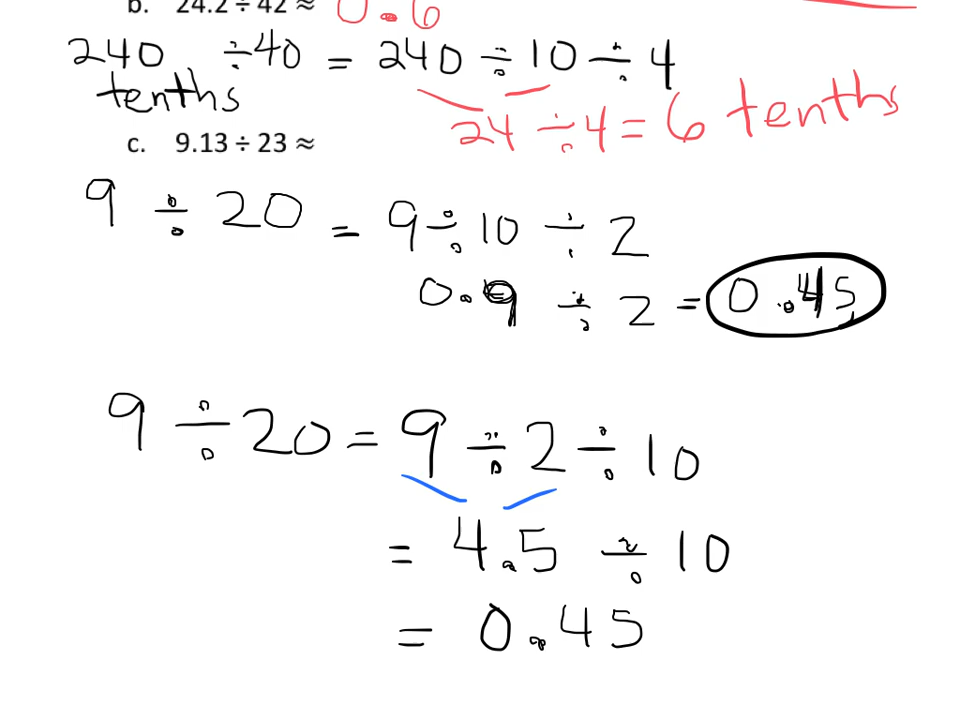 b. 24.2 ÷ 42 ≈ 0.6
240 ÷40 = 240 ÷ 10 ÷ 4
tenths
24 ÷ 4 = 6 tenths
c. 9.13 ÷ 23 ≈
9 ÷ 20 = 9 ÷ 10 ÷ 2
0.9 ÷ 2 = 0.45
9 ÷ 20 = 9 ÷ 2 ÷ 10
= 4.5 ÷ 10
= 0.45